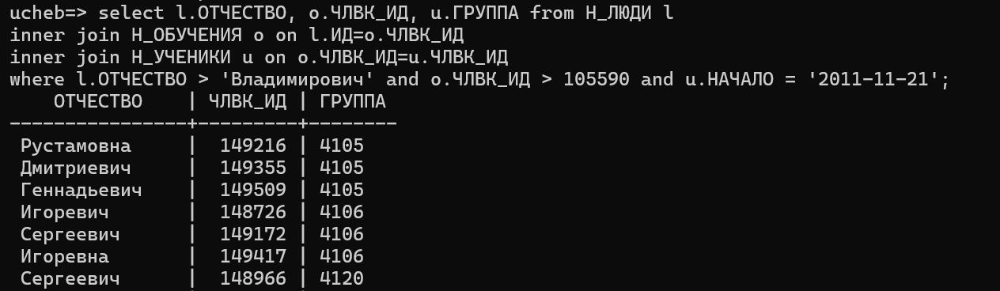 ucheb=> select l.ОТЧЕСТВО, o.ЧЛВК_ИД, u.ГРУППА from Н_ЛЮДИ l
inner join Н_ОБУЧЕНИЯ o on l.ИД=o.ЧЛВК_ИД
inner join Н_УЧЕНИКИ u on o.ЧЛВК_ИД=u.ЧЛВК_ИД
where l.ОТЧЕСТВО > 'Владимирович' and o.ЧЛВК_ИД > 105590 and u.НАЧАЛО = '2011-11-21';
    ОТЧЕСТВО    | ЧЛВК_ИД | ГРУППА
----------------+---------+--------
 Рустамовна     |  149216 | 4105
 Дмитриевич     |  149355 | 4105
 Геннадьевич    |  149509 | 4105
 Игоревич       |  148726 | 4106
 Сергеевич      |  149172 | 4106
 Игоревна       |  149417 | 4106
 Сергеевич      |  148966 | 4120